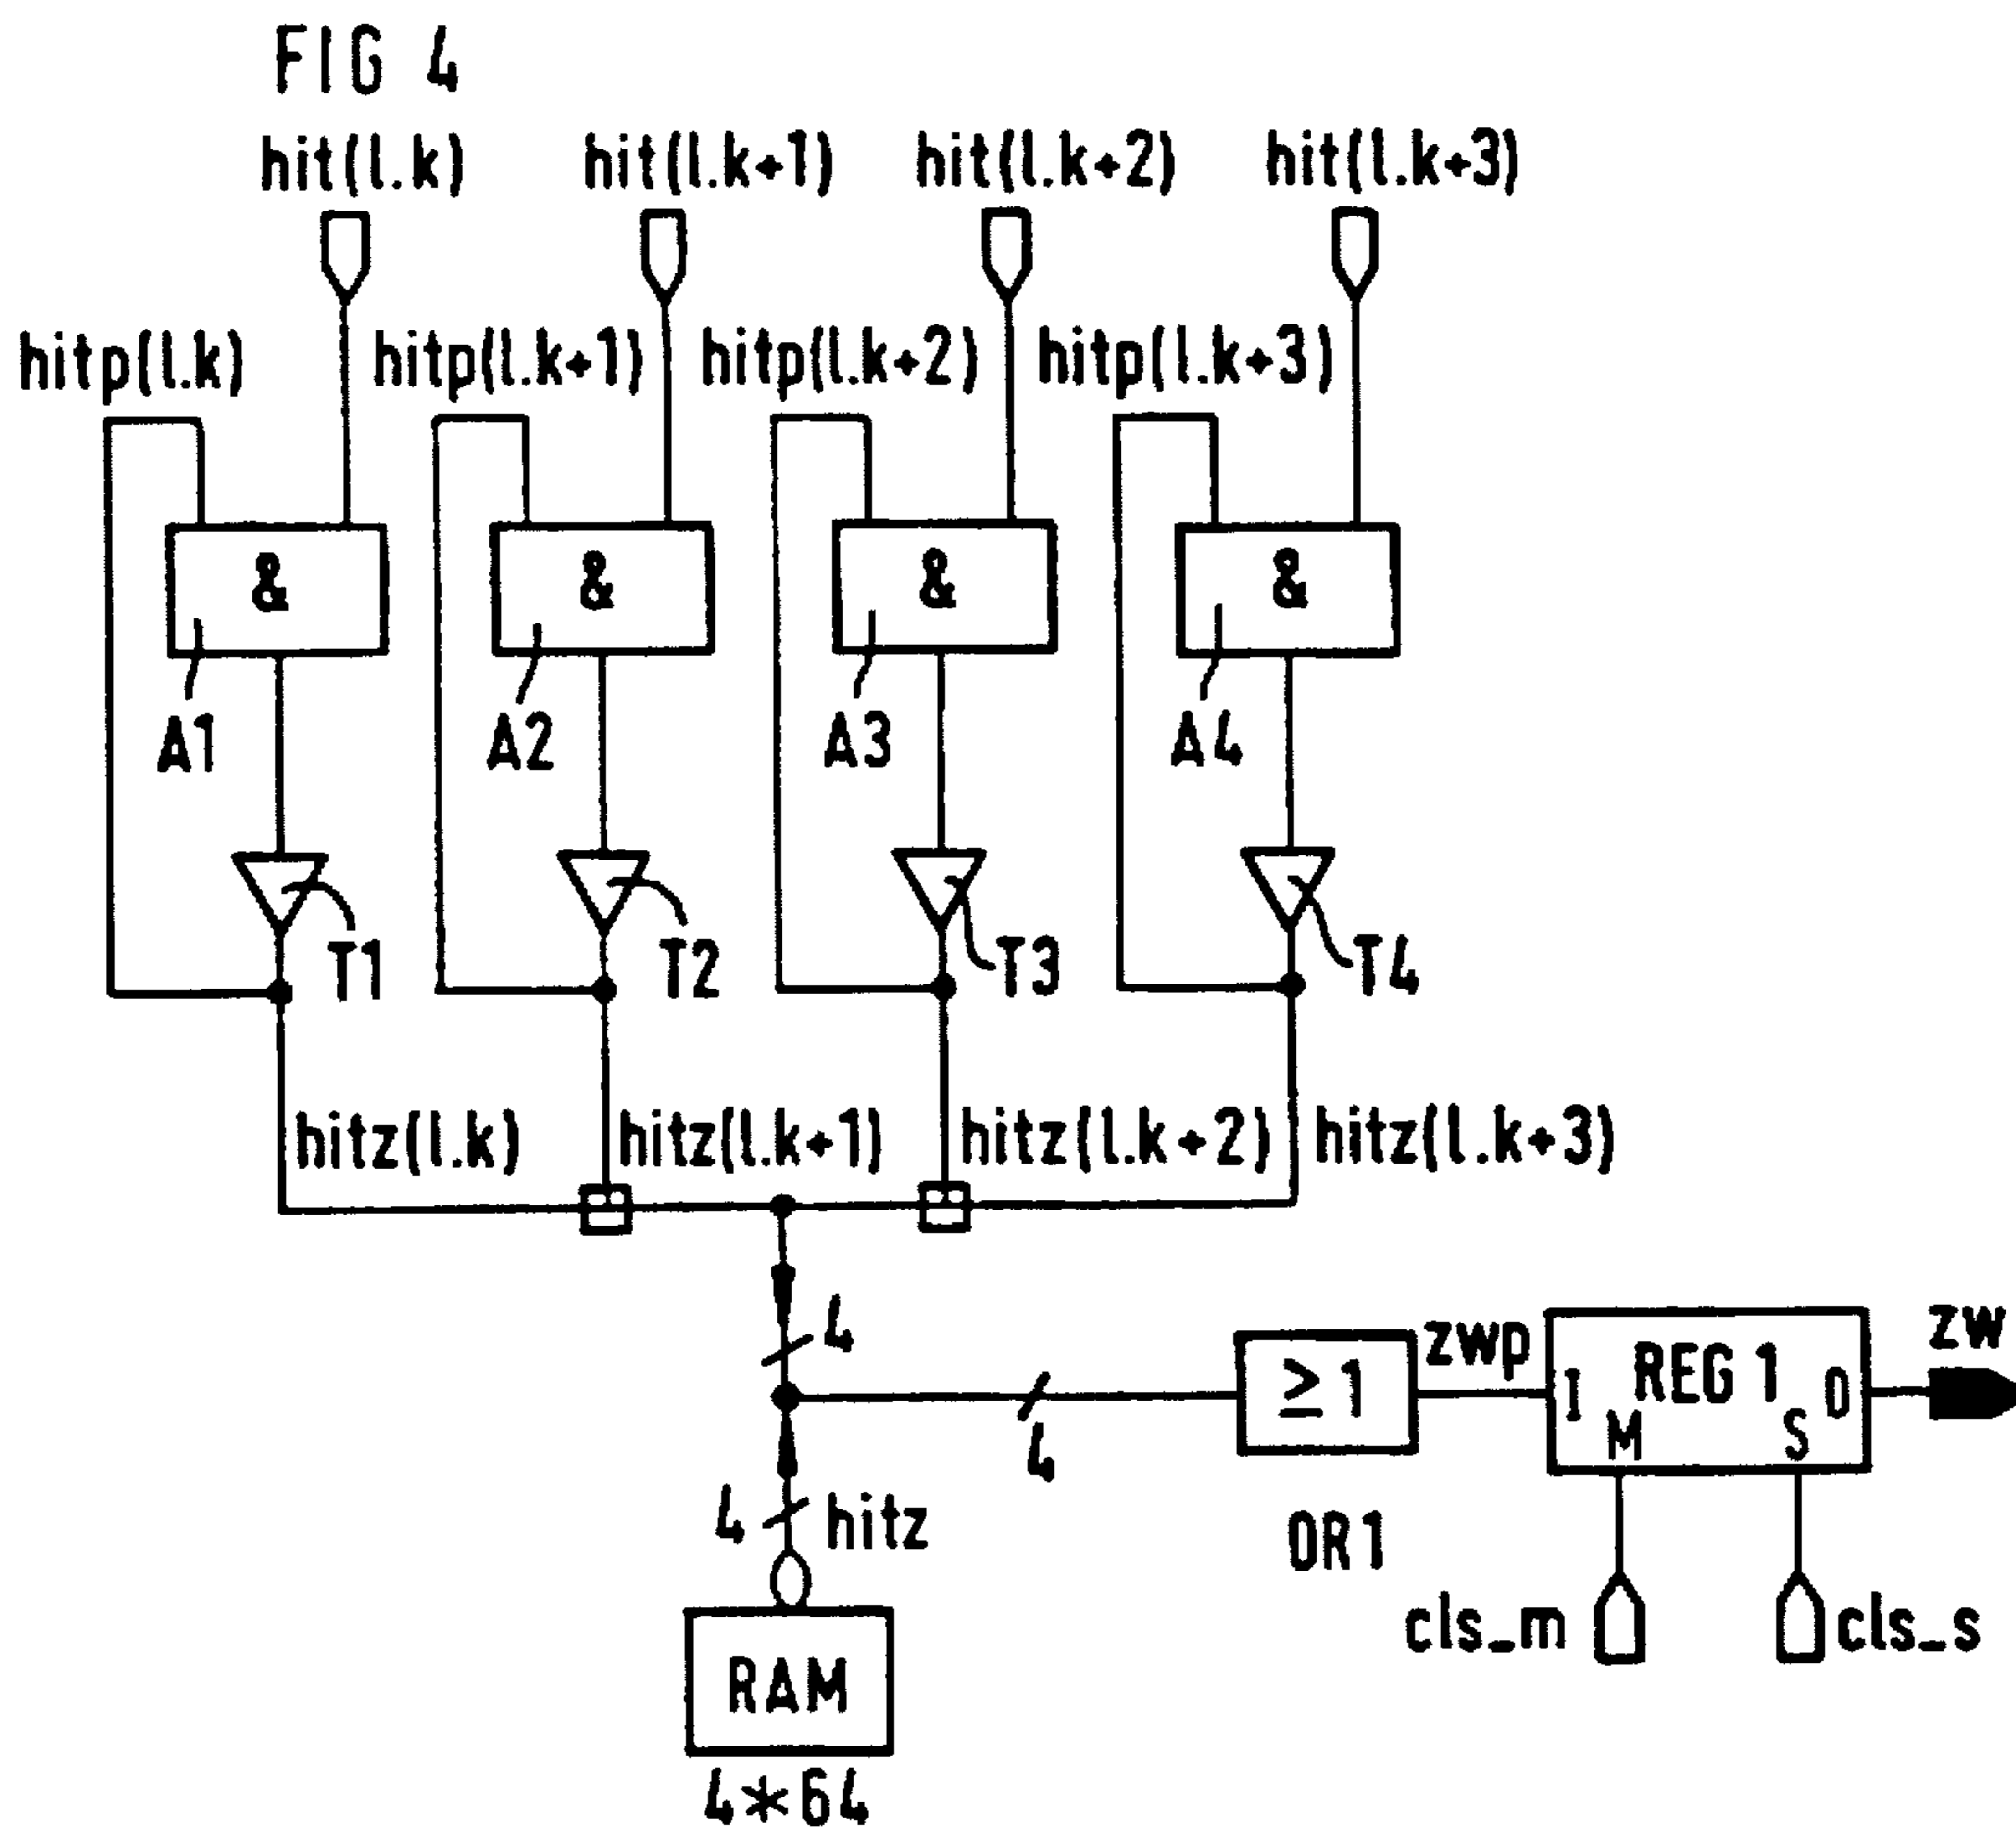 FIG 4
hit(l.k) hit(l.k+1) hit(l.k+2) hit(l.k+3)
hitp(l.k) hitp(l.k+1) hitp(l.k+2) hitp(l.k+3)
& & & &
A1 A2 A3 A4
T1 T2 T3 T4
hitz(l.k) hitz(l.k+1) hitz(l.k+2) hitz(l.k+3)
4
≥1 zwp I REG 1 O zw
M S
4
4 hitz
OR1
cls_m cls_s
RAM
4*64